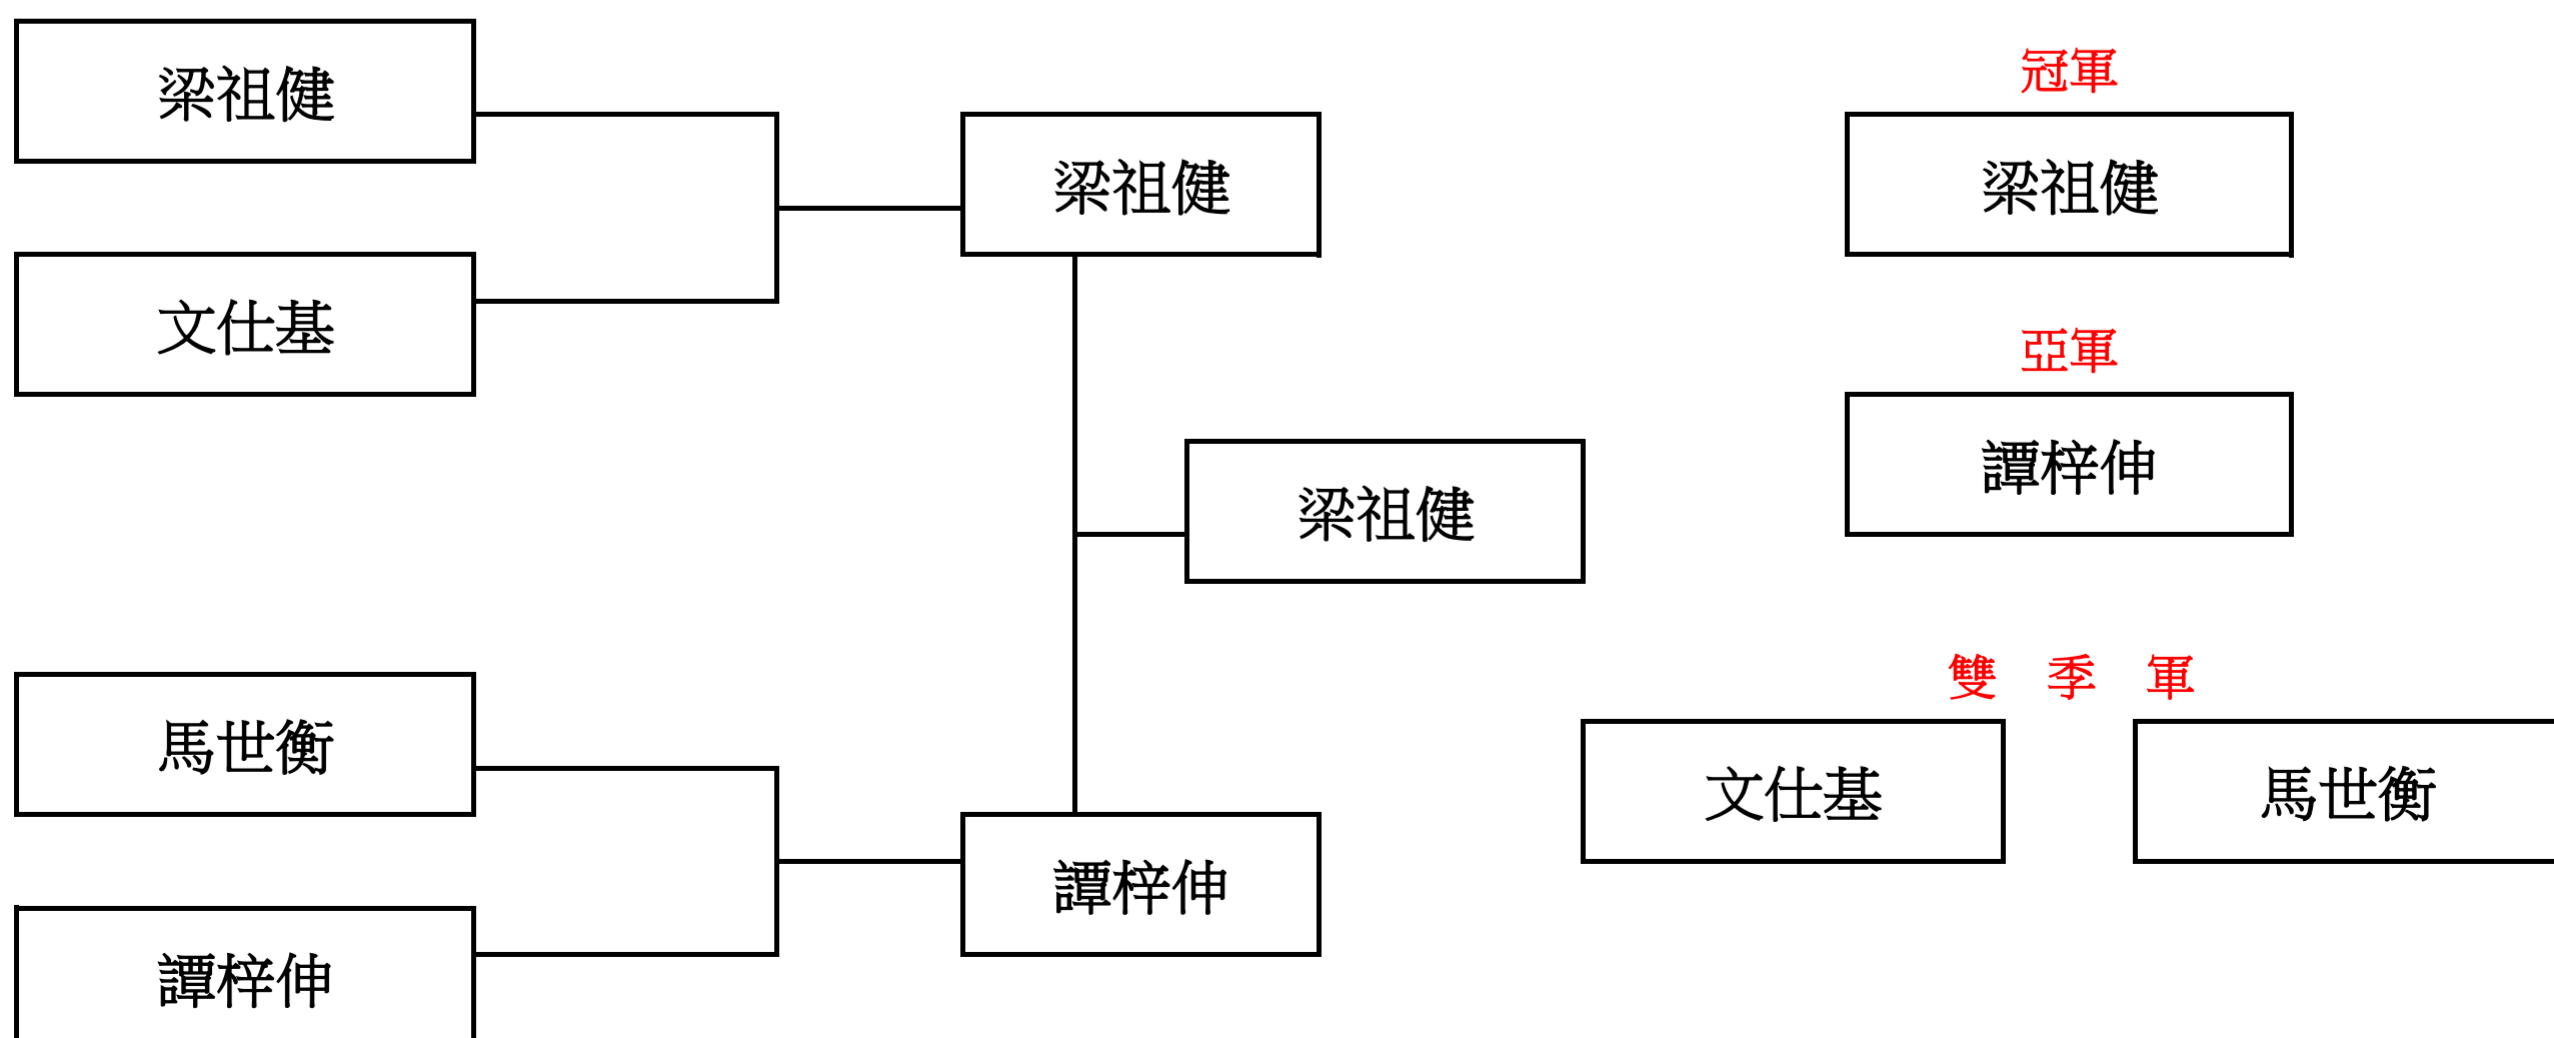 梁祖健
文仕基
馬世衡
譚梓伸
梁祖健
譚梓伸
梁祖健
冠軍
梁祖健
亞軍
譚梓伸
雙 季 軍
文仕基
馬世衡